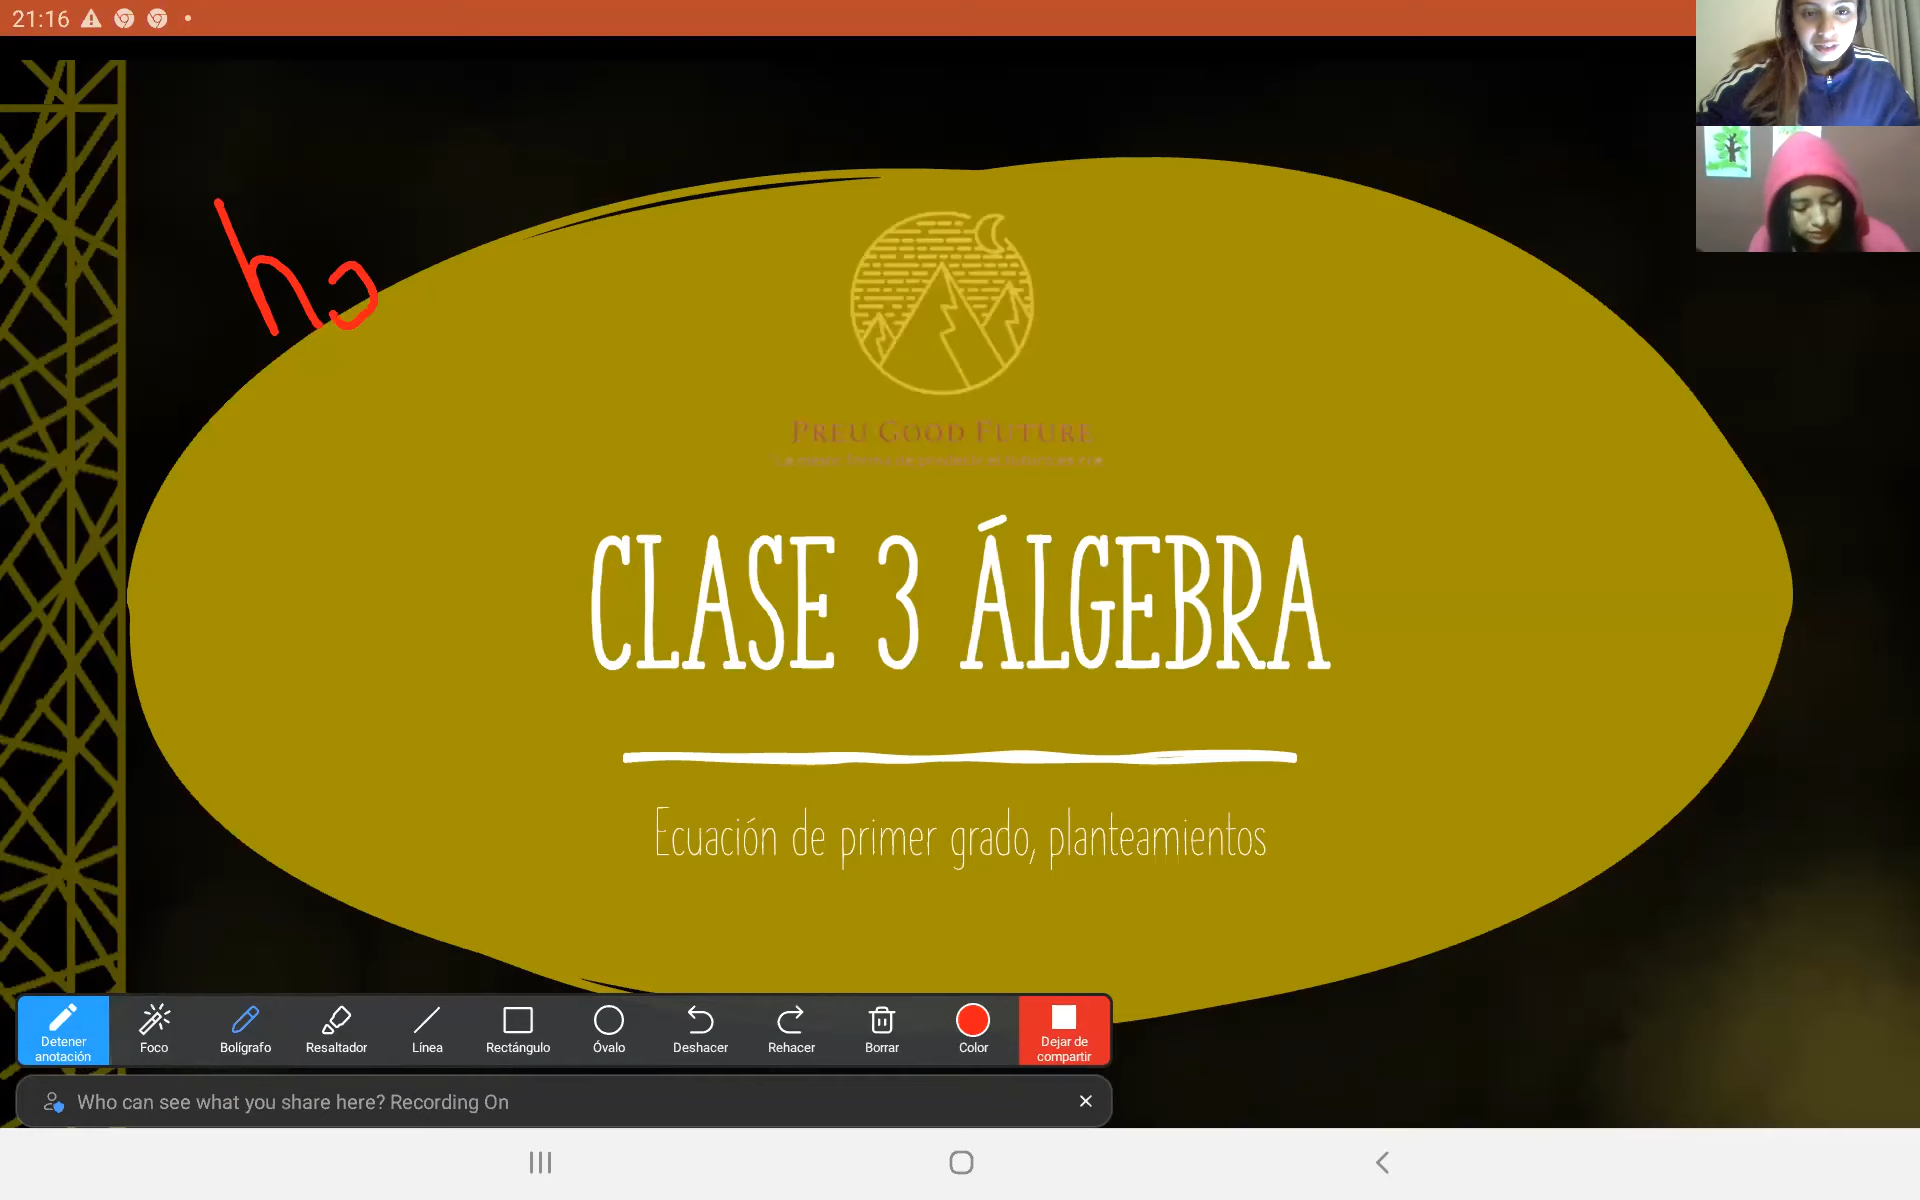 21:16
ho
PREU GOOD FUTURE
CLASE 3 ÁLGEBRA
Ecuación de primer grado, planteamientos
Detener anotación
Foco
Bolígrafo
Resaltador
Línea
Rectángulo
Óvalo
Deshacer
Rehacer
Borrar
Color
Dejar de compartir
Who can see what you share here? Recording On